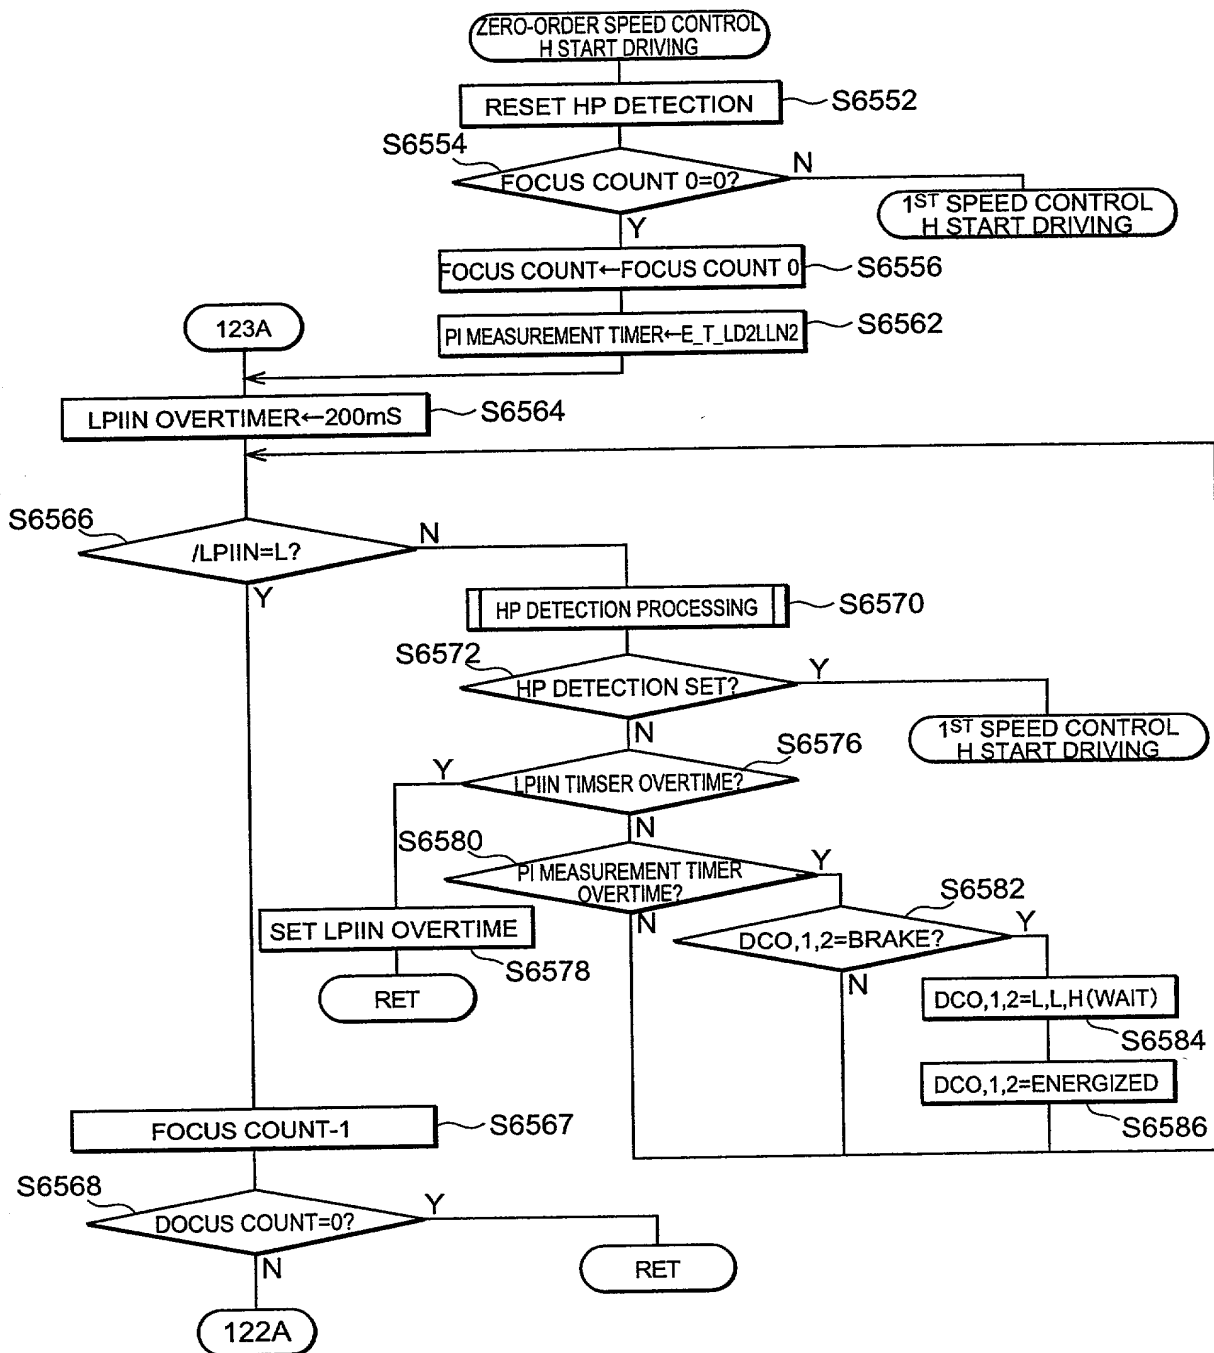 ZERO-ORDER SPEED CONTROL
H START DRIVING
RESET HP DETECTION
S6552
S6554
FOCUS COUNT 0=0?
N
Y
1ST SPEED CONTROL
H START DRIVING
FOCUS COUNT←FOCUS COUNT 0
S6556
123A
PI MEASUREMENT TIMER←E_T_LD2LLN2
S6562
LPIIN OVERTIMER←200mS
S6564
S6566
/LPIIN=L?
N
Y
HP DETECTION PROCESSING
S6570
S6572
HP DETECTION SET?
Y
N
1ST SPEED CONTROL
H START DRIVING
S6576
LPIIN TIMSER OVERTIME?
Y
N
S6580
PI MEASUREMENT TIMER
OVERTIME?
Y
N
S6582
DCO,1,2=BRAKE?
Y
N
SET LPIIN OVERTIME
S6578
RET
DCO,1,2=L,L,H(WAIT)
S6584
DCO,1,2=ENERGIZED
S6586
FOCUS COUNT-1
S6567
S6568
DOCUS COUNT=0?
Y
N
RET
122A